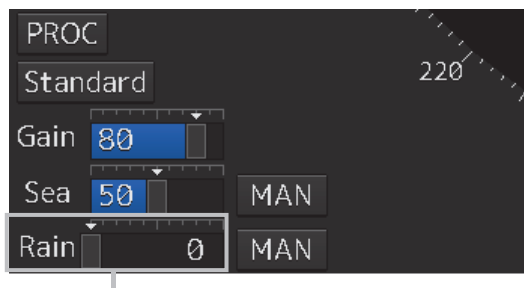 PROC
220
Standard
Gain 80
Sea 50 MAN
Rain 0 MAN